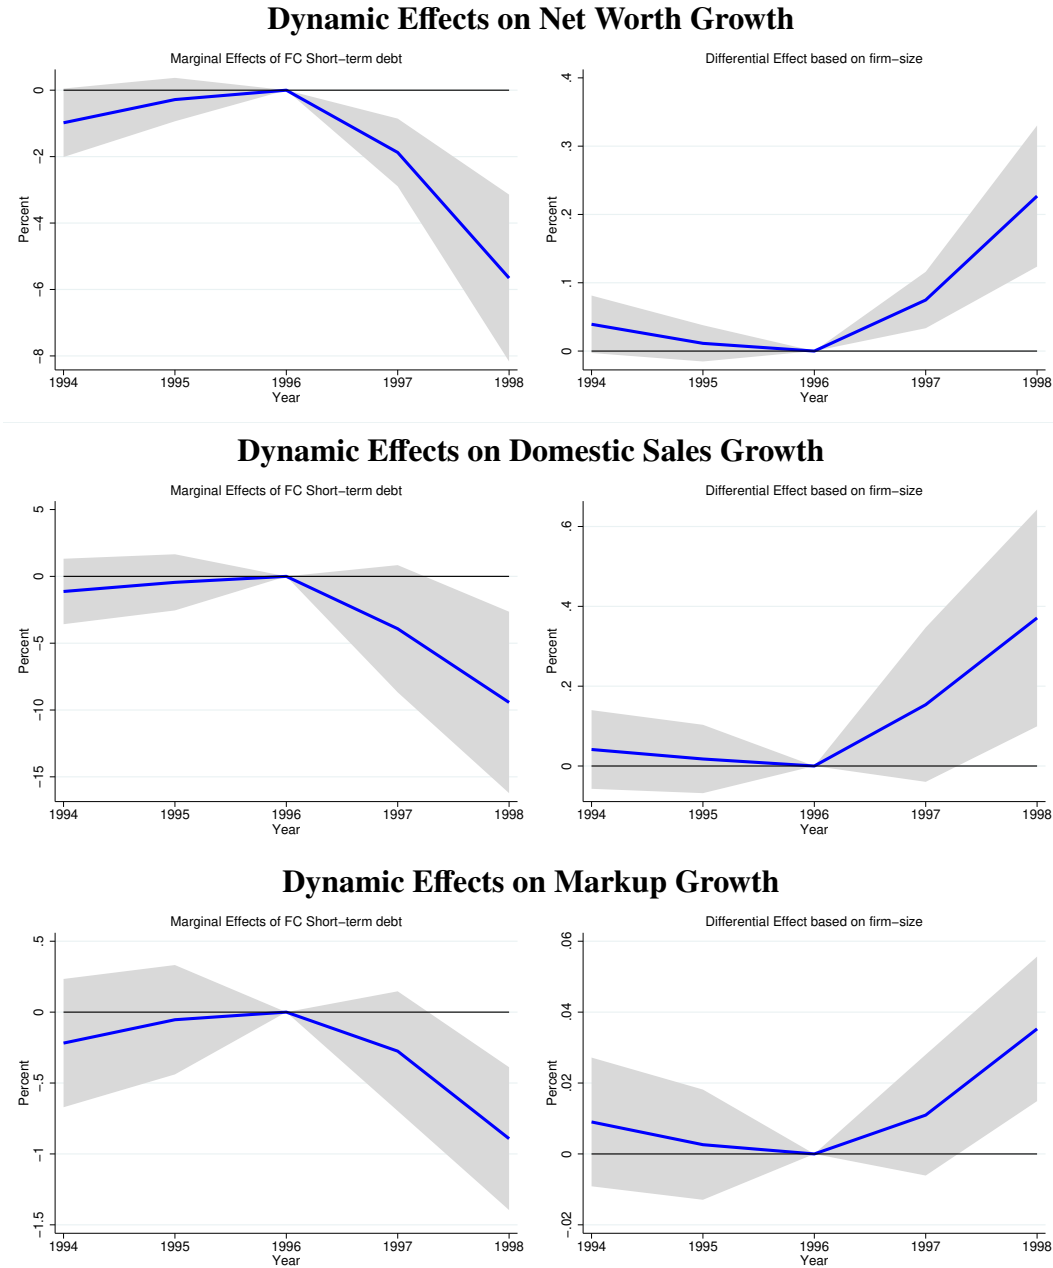 Dynamic Effects on Net Worth Growth
Marginal Effects of FC Short−term debt
Percent
0
−2
−4
−6
−8
1994 1995 1996 1997 1998
Year
Differential Effect based on firm−size
Percent
.4
.3
.2
.1
0
1994 1995 1996 1997 1998
Year
Dynamic Effects on Domestic Sales Growth
Marginal Effects of FC Short−term debt
Percent
5
0
−5
−10
−15
1994 1995 1996 1997 1998
Year
Differential Effect based on firm−size
Percent
.6
.4
.2
0
1994 1995 1996 1997 1998
Year
Dynamic Effects on Markup Growth
Marginal Effects of FC Short−term debt
Percent
.5
0
−.5
−1
−1.5
1994 1995 1996 1997 1998
Year
Differential Effect based on firm−size
Percent
.06
.04
.02
0
−.02
1994 1995 1996 1997 1998
Year